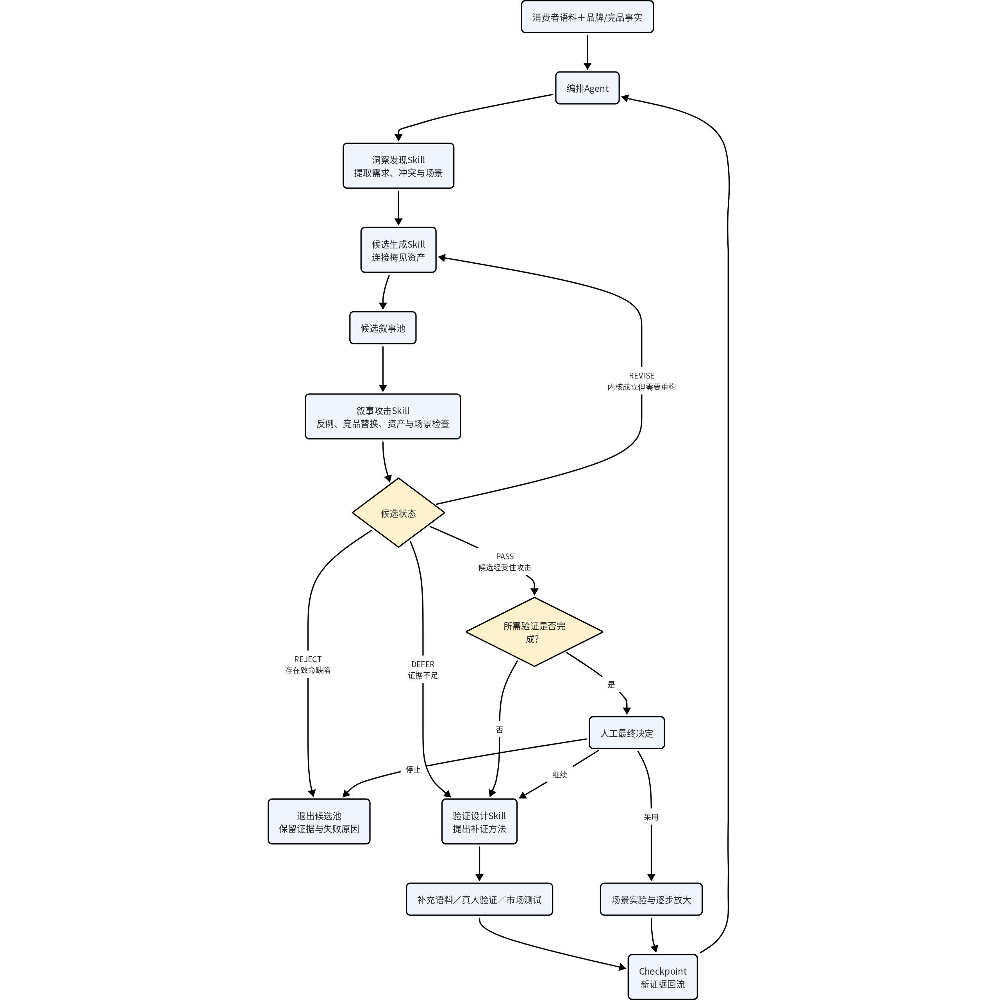 消费者语料＋品牌/竞品事实
编排Agent
洞察发现Skill
提取需求、冲突与场景
候选生成Skill
连接梅见资产
候选叙事池
REVISE
内核成立但需要重构
叙事攻击Skill
反例、竞品替换、资产与场景检查
候选状态
PASS
候选经受住攻击
所需验证是否完
成？
REJECT
存在致命缺陷
DEFER
证据不足
是
否
人工最终决定
停止
继续
采用
退出候选池
保留证据与失败原因
验证设计Skill
提出补证方法
补充语料／真人验证／市场测试
场景实验与逐步放大
Checkpoint
新证据回流